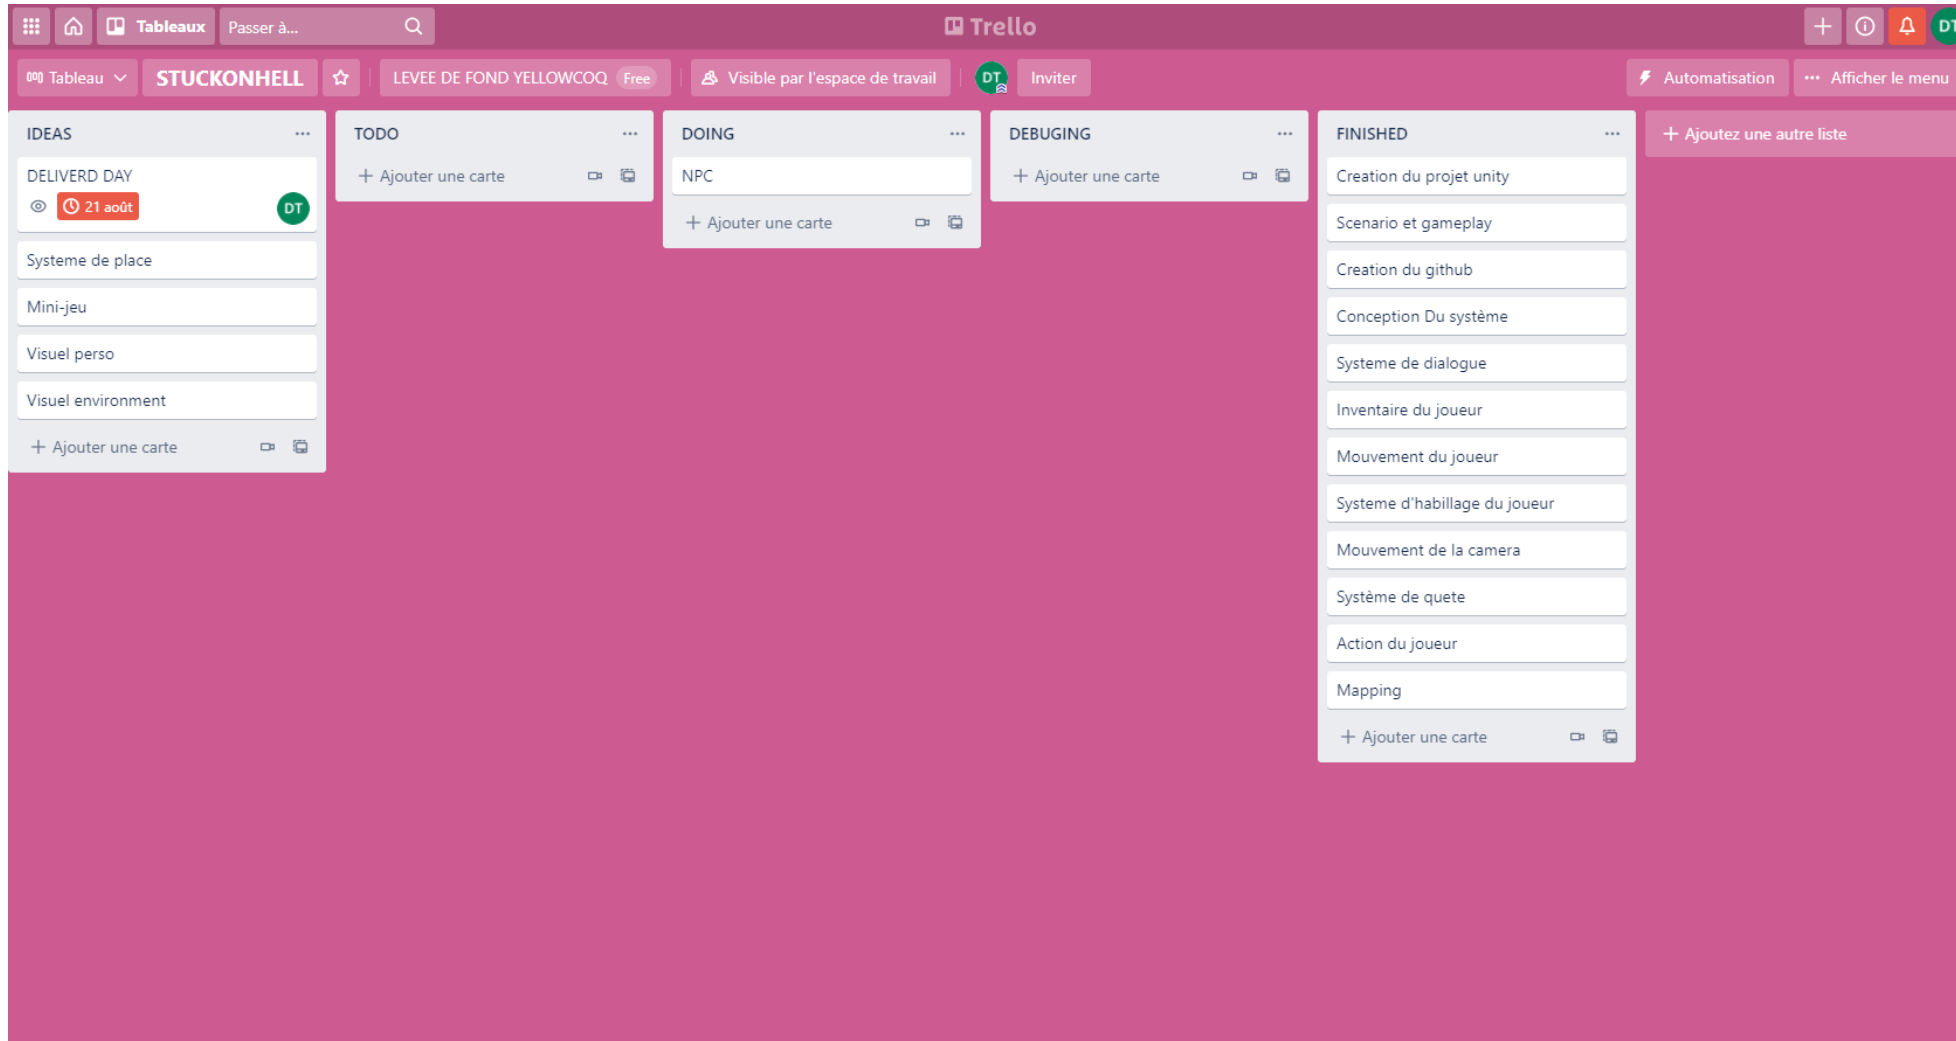 Tableaux
Passer à...
Trello
DT
Tableau
STUCKONHELL
LEVEE DE FOND YELLOWCOQ Free
Visible par l'espace de travail
DT
Inviter
Automatisation
Afficher le menu
IDEAS
DELIVERD DAY
21 août
DT
Systeme de place
Mini-jeu
Visuel perso
Visuel environment
Ajouter une carte
TODO
Ajouter une carte
DOING
NPC
Ajouter une carte
DEBUGING
Ajouter une carte
FINISHED
Creation du projet unity
Scenario et gameplay
Creation du github
Conception Du système
Systeme de dialogue
Inventaire du joueur
Mouvement du joueur
Systeme d'habillage du joueur
Mouvement de la camera
Système de quete
Action du joueur
Mapping
Ajouter une carte
Ajoutez une autre liste